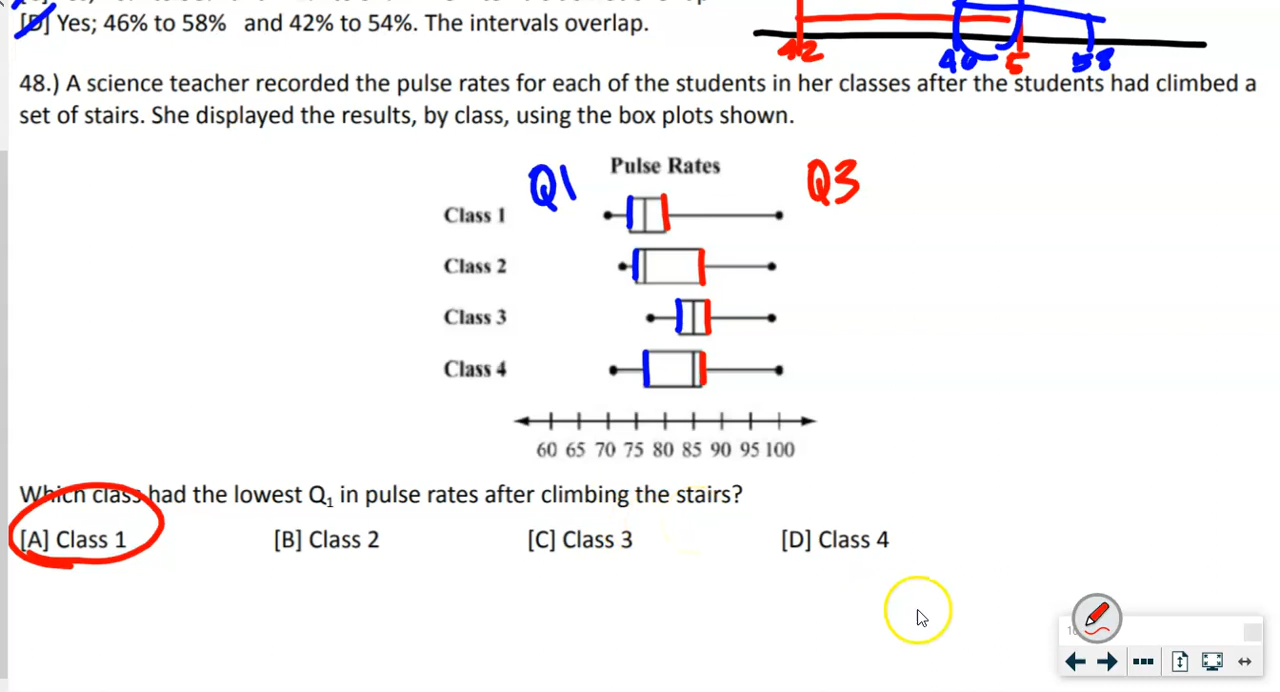 [D] Yes; 46% to 58% and 42% to 54%. The intervals overlap.
42 5 58
48.) A science teacher recorded the pulse rates for each of the students in her classes after the students had climbed a
set of stairs. She displayed the results, by class, using the box plots shown.
Q1 Pulse Rates Q3
Class 1
Class 2
Class 3
Class 4
60 65 70 75 80 85 90 95 100
Which class had the lowest Q₁ in pulse rates after climbing the stairs?
[A] Class 1 [B] Class 2 [C] Class 3 [D] Class 4